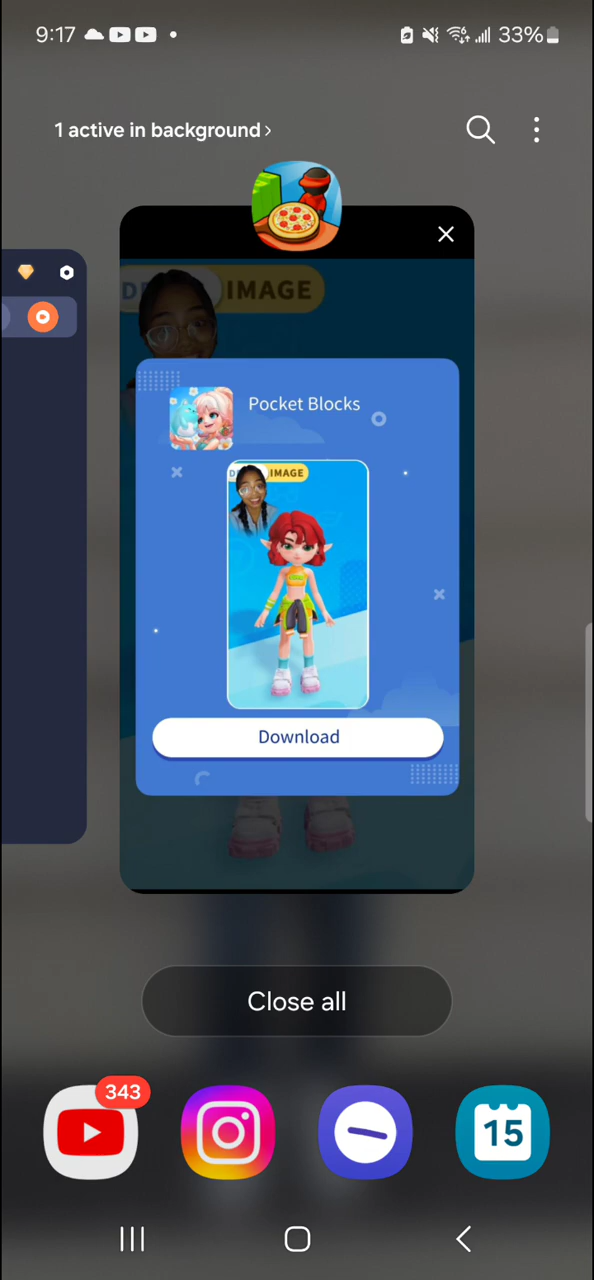 9:17
33%
1 active in background >
IMAGE
Pocket Blocks
IMAGE
Download
Close all
343
15